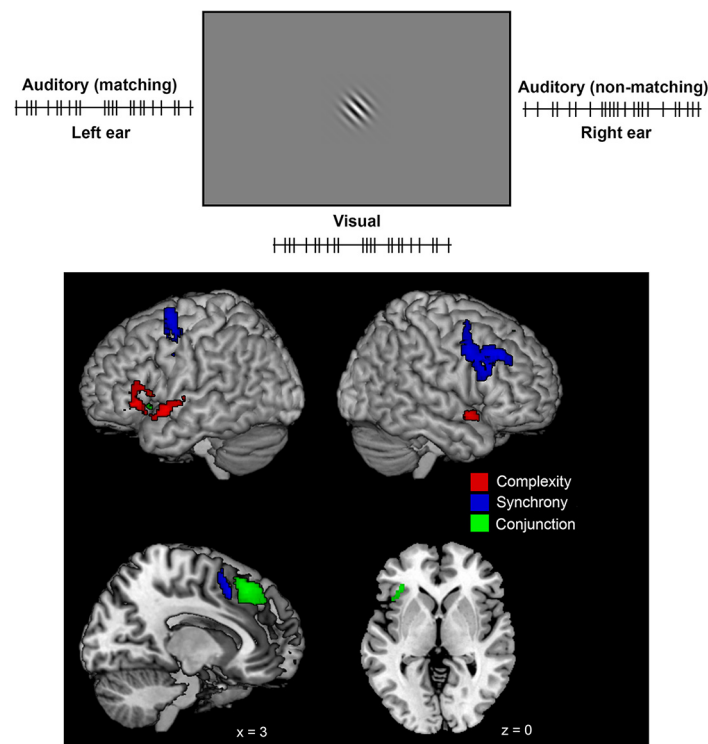 Auditory (matching)
Left ear
Auditory (non-matching)
Right ear
Visual
Complexity
Synchrony
Conjunction
x = 3
z = 0